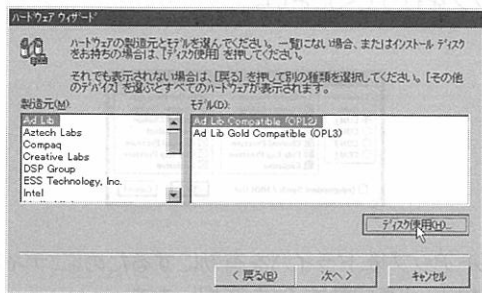 ハードウェア ウィザード
ハードウェアの製造元とモデルを選んでください。一覧にない場合、またはインストール ディスク
をお持ちの場合は、[ディスク使用] を押してください。
それでも表示されない場合は、[戻る] を押して別の種類を選択してください。[その他
のデバイス] を選ぶとすべてのハードウェアが表示されます。
製造元(M)
モデル(D):
Ad Lib
Aztech Labs
Compaq
Creative Labs
DSP Group
ESS Technology, Inc.
Intel
Ad Lib Compatible (OPL2)
Ad Lib Gold Compatible (OPL3)
ディスク使用(H)...
< 戻る(B)
次へ >
キャンセル